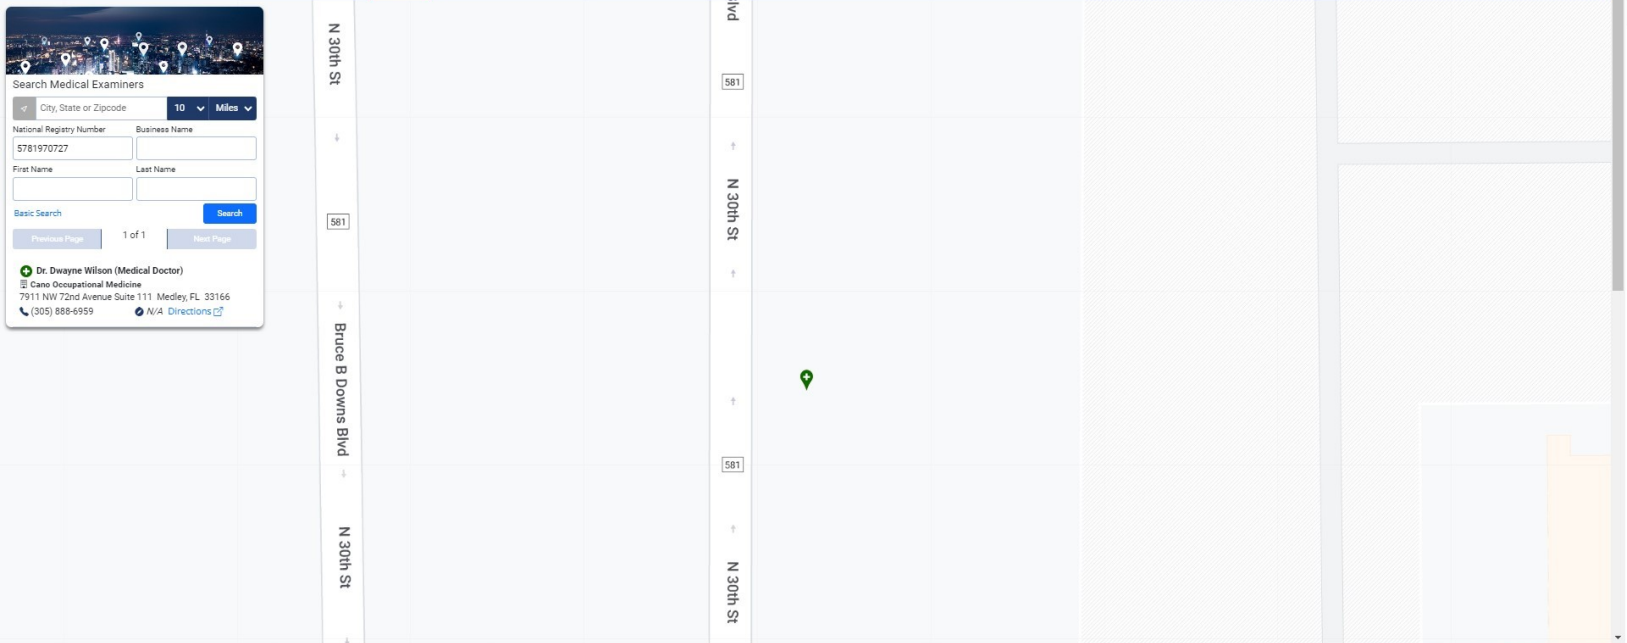 Search Medical Examiners
City, State or Zipcode
10
Miles
National Registry Number
Business Name
5781970727
First Name
Last Name
Basic Search
Search
Previous Page
1 of 1
Next Page
Dr. Dwayne Wilson (Medical Doctor)
Cano Occupational Medicine
7911 NW 72nd Avenue Suite 111 Medley, FL 33166
(305) 888-6959
N/A Directions
N 30th St
581
Bruce B Downs Blvd
N 30th St
lvd
581
N 30th St
581
N 30th St